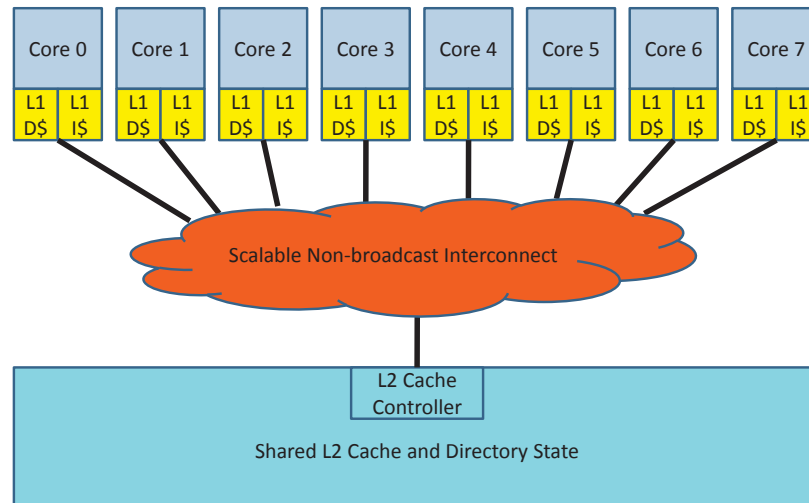 Core 0 Core 1 Core 2 Core 3 Core 4 Core 5 Core 6 Core 7
L1 L1 L1 L1 L1 L1 L1 L1 L1 L1 L1 L1 L1 L1 L1 L1
D$ I$ D$ I$ D$ I$ D$ I$ D$ I$ D$ I$ D$ I$ D$ I$
Scalable Non-broadcast Interconnect
L2 Cache
Controller
Shared L2 Cache and Directory State